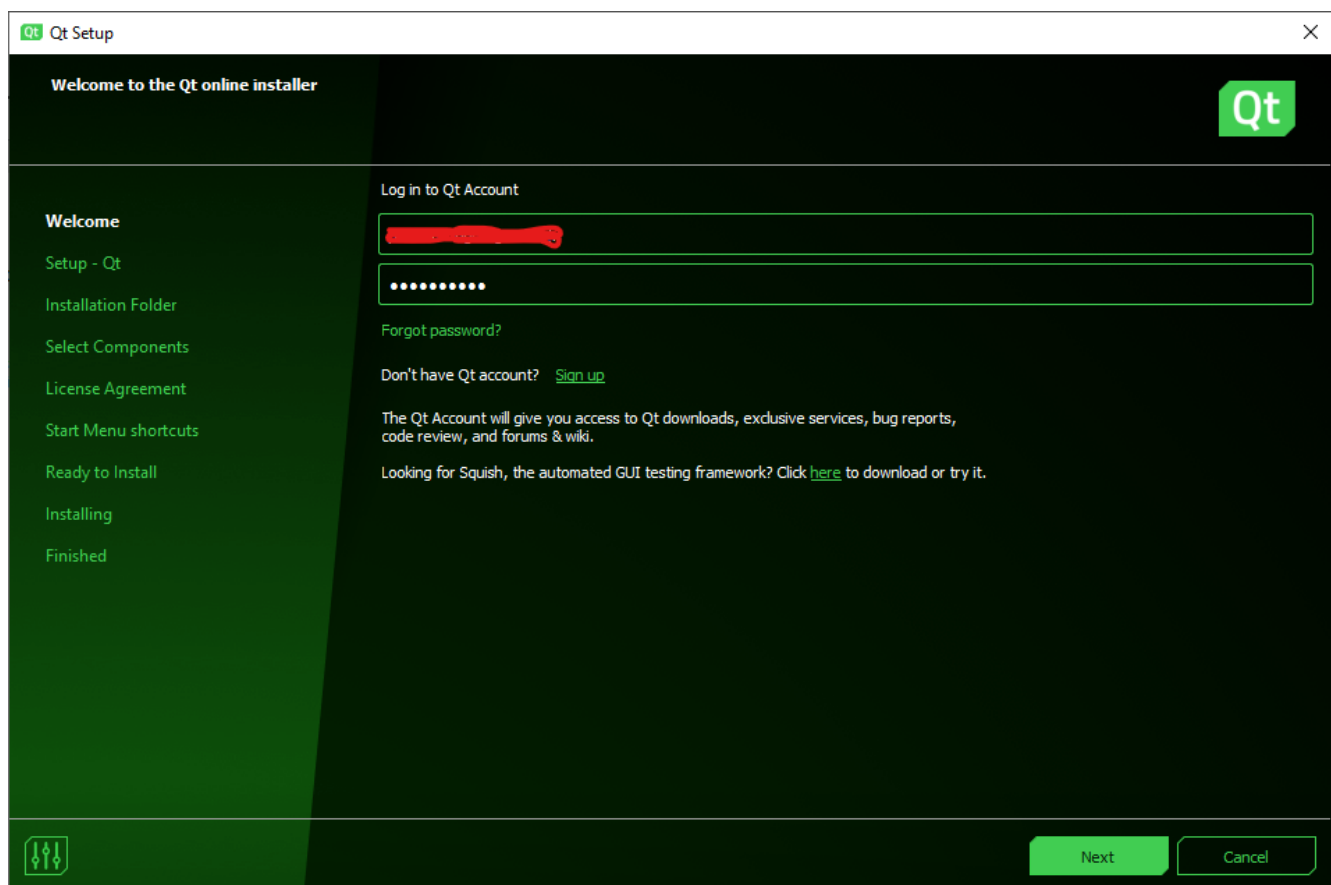 Qt Qt Setup
Welcome to the Qt online installer
Qt
Welcome
Setup - Qt
Installation Folder
Select Components
License Agreement
Start Menu shortcuts
Ready to Install
Installing
Finished
Log in to Qt Account
••••••••••
Forgot password?
Don't have Qt account? Sign up
The Qt Account will give you access to Qt downloads, exclusive services, bug reports,
code review, and forums & wiki.
Looking for Squish, the automated GUI testing framework? Click here to download or try it.
Next
Cancel